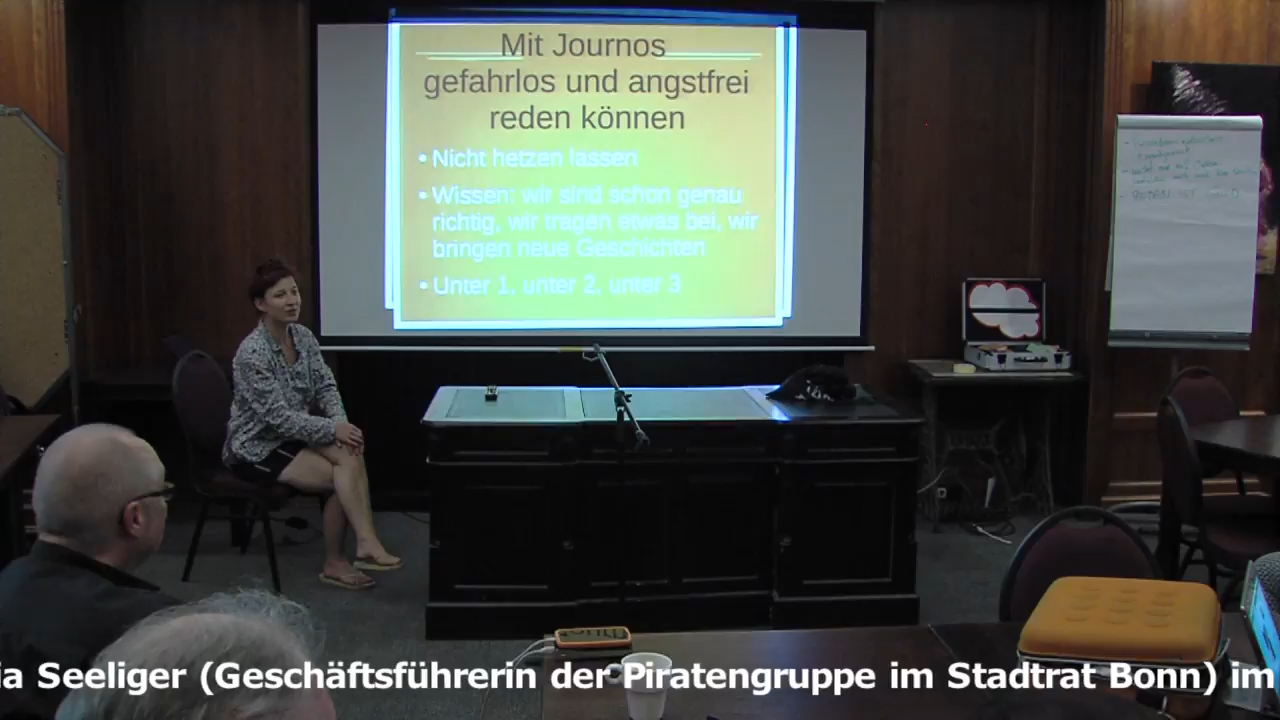 Mit Journos
gefahrlos und angstfrei
reden können
• Nicht hetzen lassen
• Wissen: wir sind schon genau
richtig, wir tragen etwas bei, wir
bringen neue Geschichten
• Unter 1, unter 2, unter 3
ia Seeliger (Geschäftsführerin der Piratengruppe im Stadtrat Bonn) im